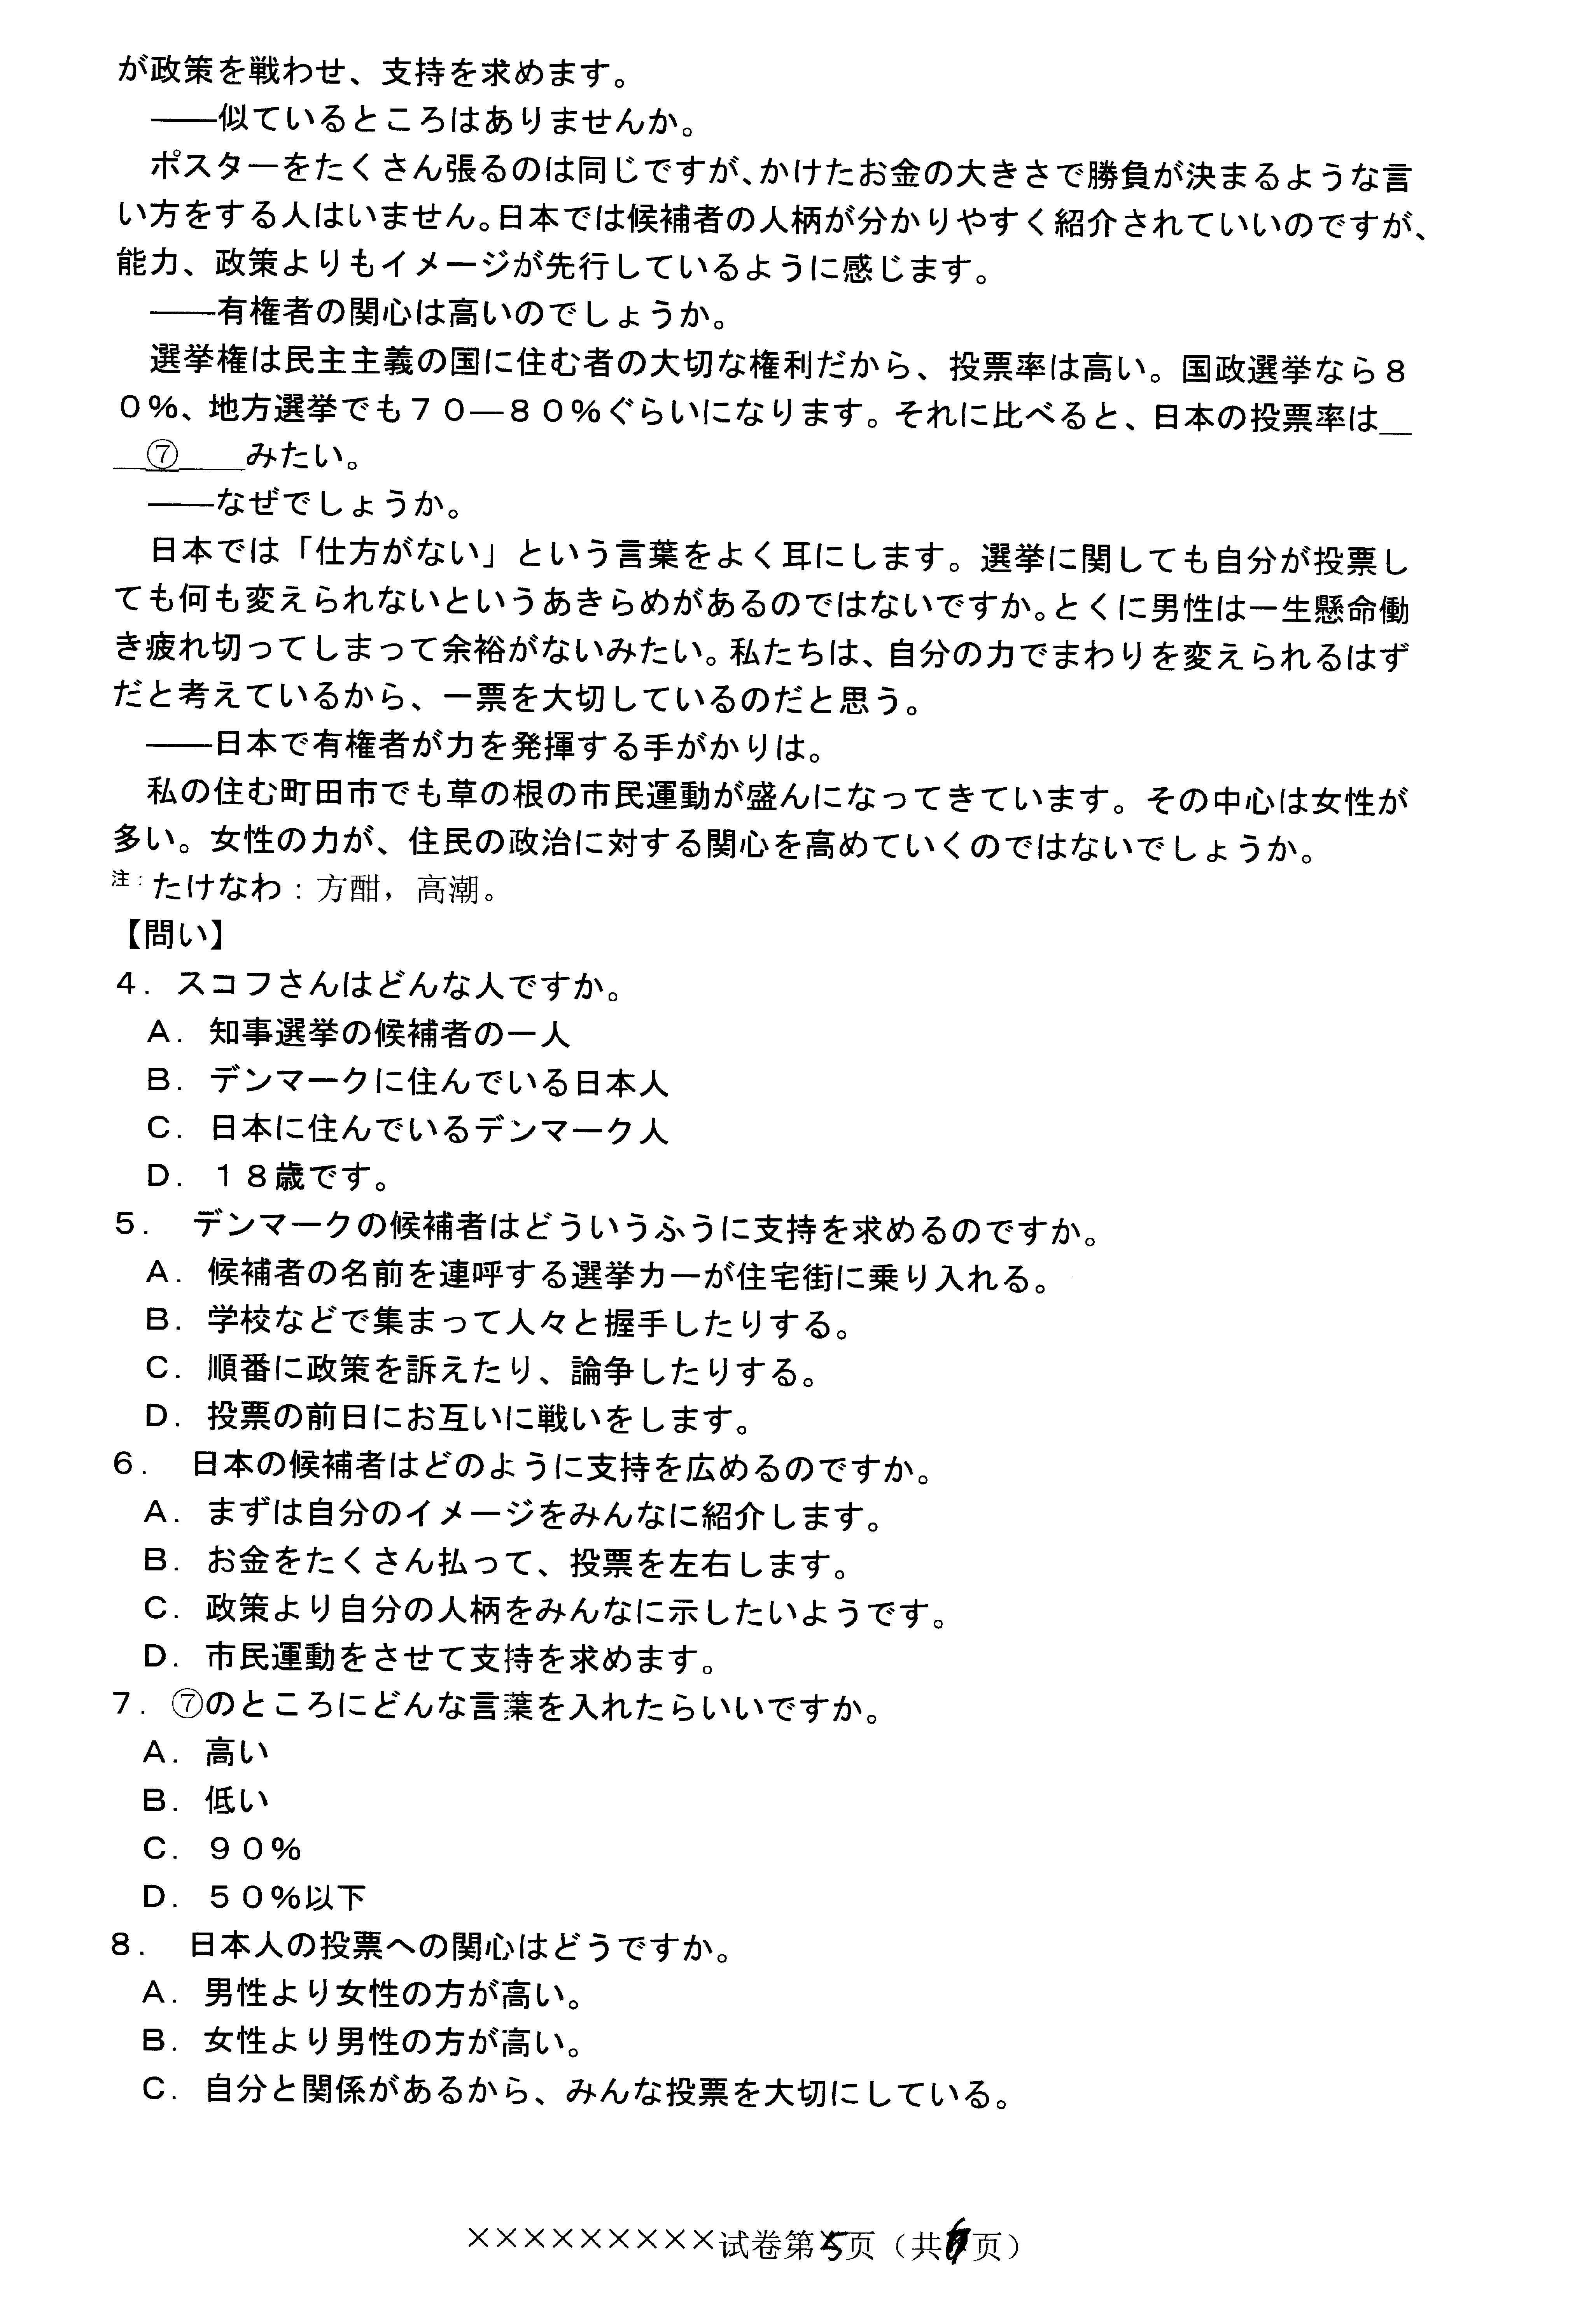 が政策を戦わせ、支持を求めます。
――似ているところはありませんか。
ポスターをたくさん張るのは同じですが、かけたお金の大きさで勝負が決まるような言
い方をする人はいません。日本では候補者の人柄が分かりやすく紹介されていいのですが、
能力、政策よりもイメージが先行しているように感じます。
――有権者の関心は高いのでしょうか。
選挙権は民主主義の国に住む者の大切な権利だから、投票率は高い。国政選挙なら８
０％、地方選挙でも７０―８０％ぐらいになります。それに比べると、日本の投票率は__
__⑦____みたい。
――なぜでしょうか。
日本では「仕方がない」という言葉をよく耳にします。選挙に関しても自分が投票し
ても何も変えられないというあきらめがあるのではないですか。とくに男性は一生懸命働
き疲れ切ってしまって余裕がないみたい。私たちは、自分の力でまわりを変えられるはず
だと考えているから、一票を大切しているのだと思う。
――日本で有権者が力を発揮する手がかりは。
私の住む町田市でも草の根の市民運動が盛んになってきています。その中心は女性が
多い。女性の力が、住民の政治に対する関心を高めていくのではないでしょうか。
注：たけなわ：方酣，高潮。
【問い】
４．スコフさんはどんな人ですか。
Ａ．知事選挙の候補者の一人
Ｂ．デンマークに住んでいる日本人
Ｃ．日本に住んでいるデンマーク人
Ｄ．１８歳です。
５．デンマークの候補者はどういうふうに支持を求めるのですか。
Ａ．候補者の名前を連呼する選挙カーが住宅街に乗り入れる。
Ｂ．学校などで集まって人々と握手したりする。
Ｃ．順番に政策を訴えたり、論争したりする。
Ｄ．投票の前日にお互いに戦いをします。
６．日本の候補者はどのように支持を広めるのですか。
Ａ．まずは自分のイメージをみんなに紹介します。
Ｂ．お金をたくさん払って、投票を左右します。
Ｃ．政策より自分の人柄をみんなに示したいようです。
Ｄ．市民運動をさせて支持を求めます。
７．⑦のところにどんな言葉を入れたらいいですか。
Ａ．高い
Ｂ．低い
Ｃ．９０％
Ｄ．５０％以下
８．日本人の投票への関心はどうですか。
Ａ．男性より女性の方が高い。
Ｂ．女性より男性の方が高い。
Ｃ．自分と関係があるから、みんな投票を大切にしている。
×××××××××试卷第5页（共页）